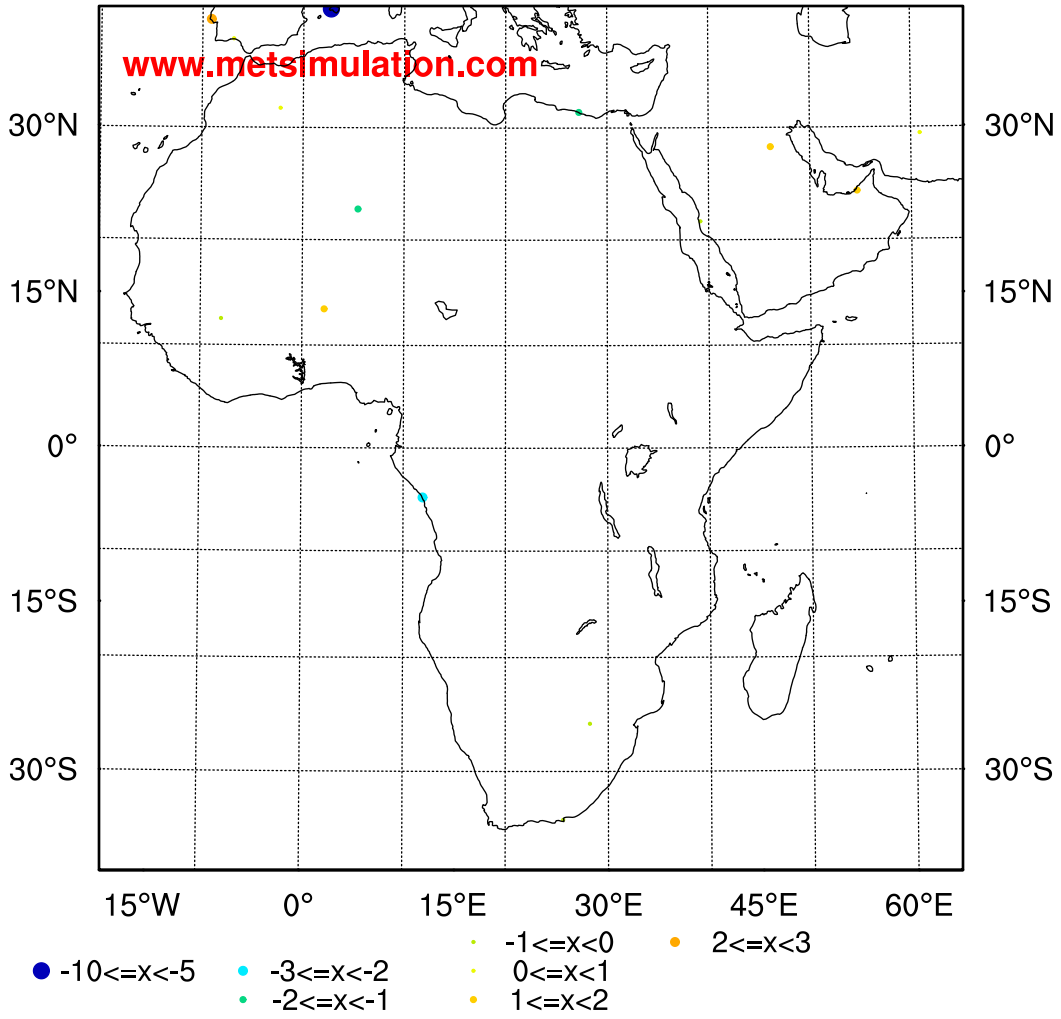 www.metsimulation.com
30°N 30°N
15°N 15°N
0° 0°
15°S 15°S
30°S 30°S
15°W 0° 15°E 30°E 45°E 60°E
-1<=x<0 2<=x<3
-10<=x<-5 -3<=x<-2 0<=x<1
-2<=x<-1 1<=x<2